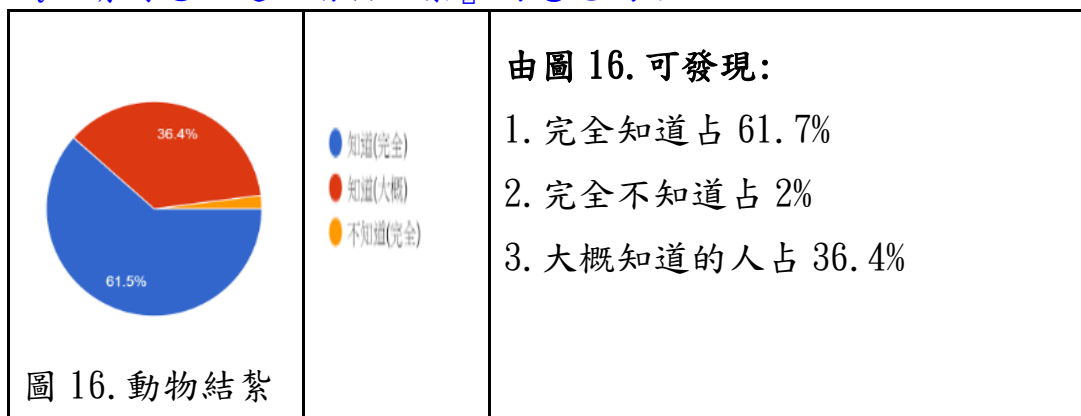 36.4%
61.5%
圖 16.動物結紮
知道(完全)
知道(大概)
不知道(完全)
由圖 16.可發現:
1.完全知道占 61.7%
2.完全不知道占 2%
3.大概知道的人占 36.4%